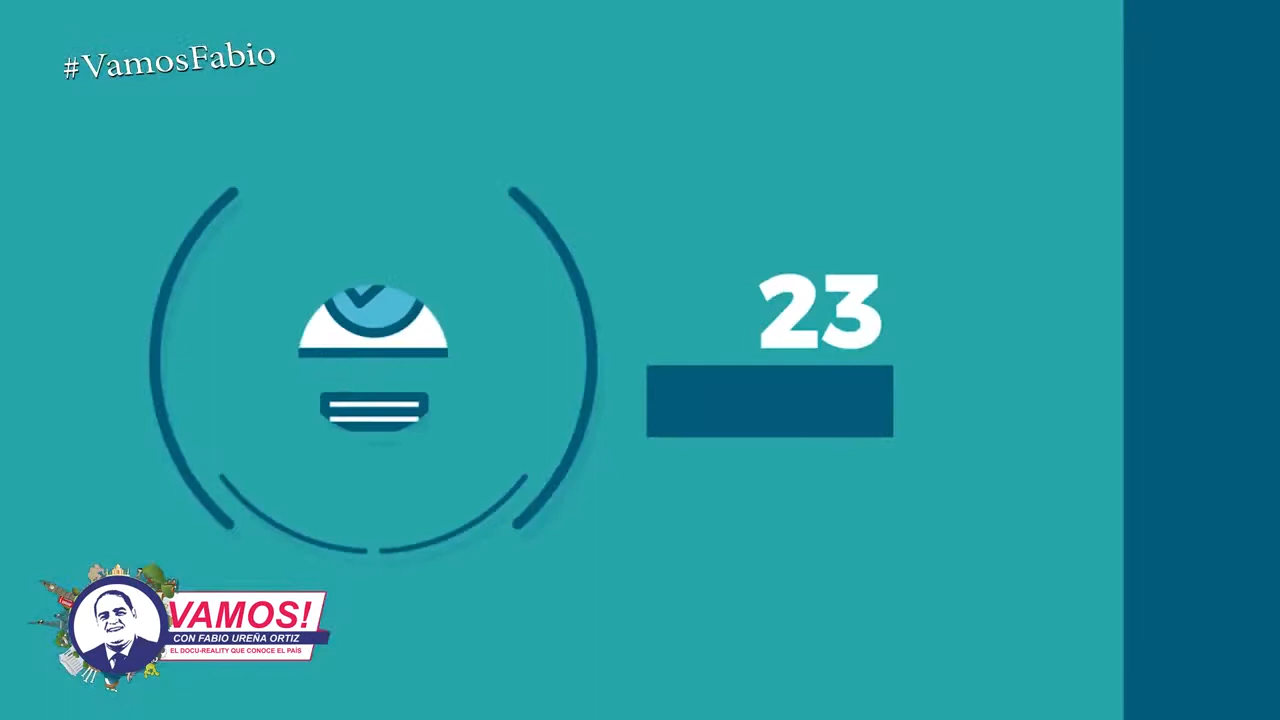 #VamosFabio
23
VAMOS!
CON FABIO UREÑA ORTIZ
EL DOCU-REALITY QUE CONOCE EL PAÍS